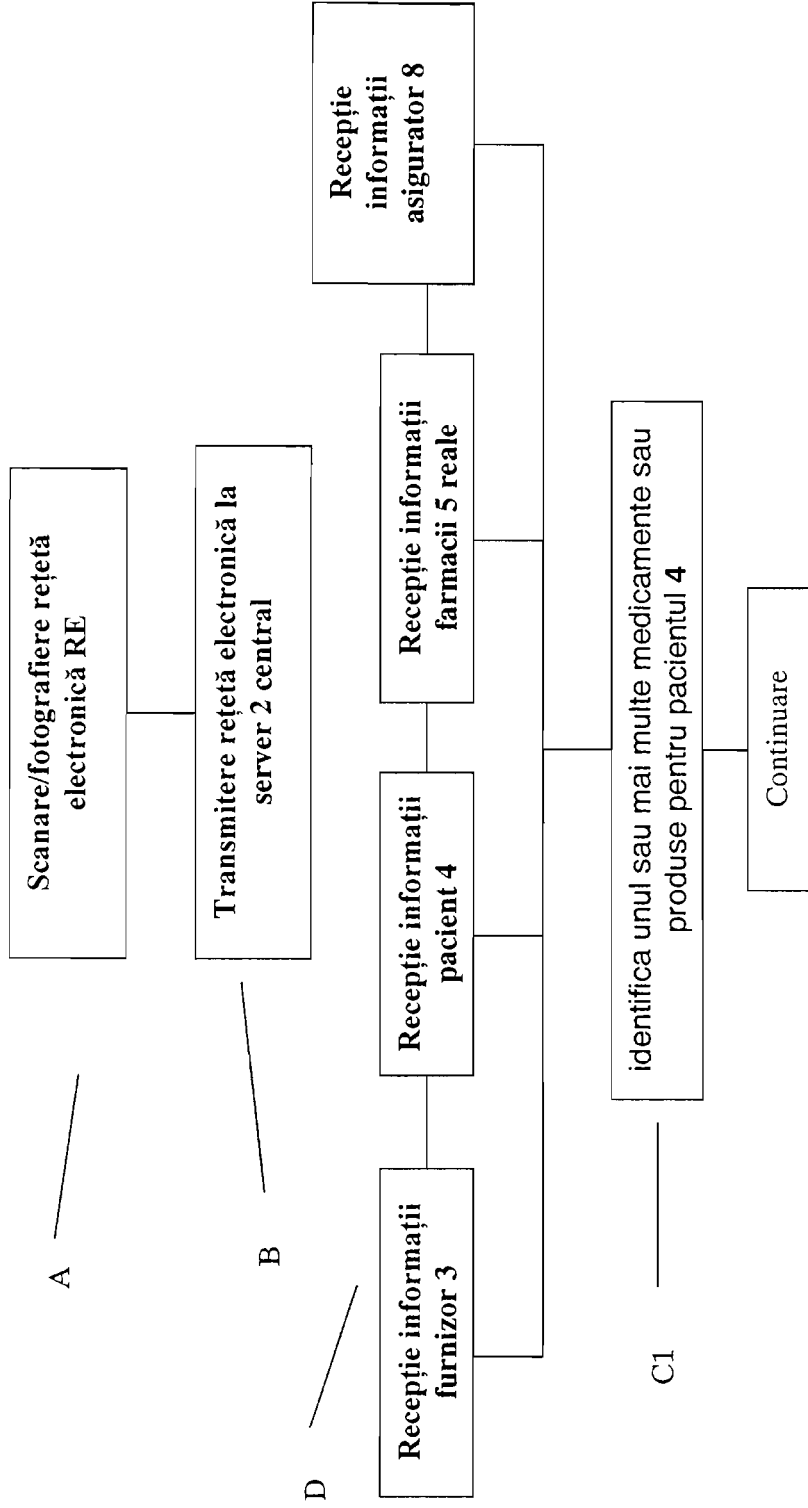 A
Scanare/fotografiere rețetă
electronică RE
B
Transmitere rețetă electronică la
server 2 central
D
Recepție informații
furnizor 3
Recepție informații
pacient 4
Recepție informații
farmacii 5 reale
Recepție
informații
asigurator 8
C1
identifica unul sau mai multe medicamente sau
produse pentru pacientul 4
Continuare